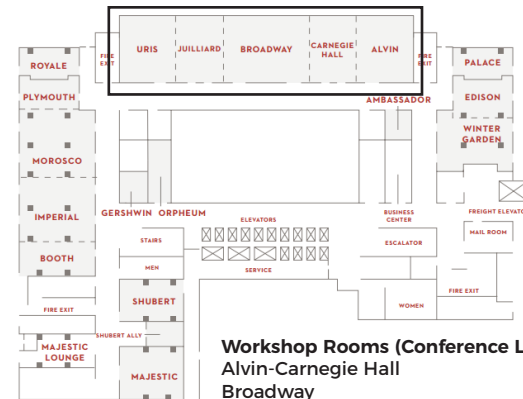 ROYALE
PLYMOUTH
MOROSCO
IMPERIAL
BOOTH
FIRE EXIT
MAJESTIC
LOUNGE
FIRE
EXIT
URIS
JUILLIARD
BROADWAY
CARNEGIE
HALL
ALVIN
FIRE
EXIT
PALACE
EDISON
WINTER
GARDEN
AMBASSADOR
GERSHWIN
ORPHEUM
ELEVATORS
SERVICE
STAIRS
MEN
SHUBERT
SHUBERT ALLY
MAJESTIC
BUSINESS
CENTER
ESCALATOR
WOMEN
FREIGHT ELEVATO
MAIL ROOM
FIRE EXIT
Workshop Rooms (Conference L
Alvin-Carnegie Hall
Broadway